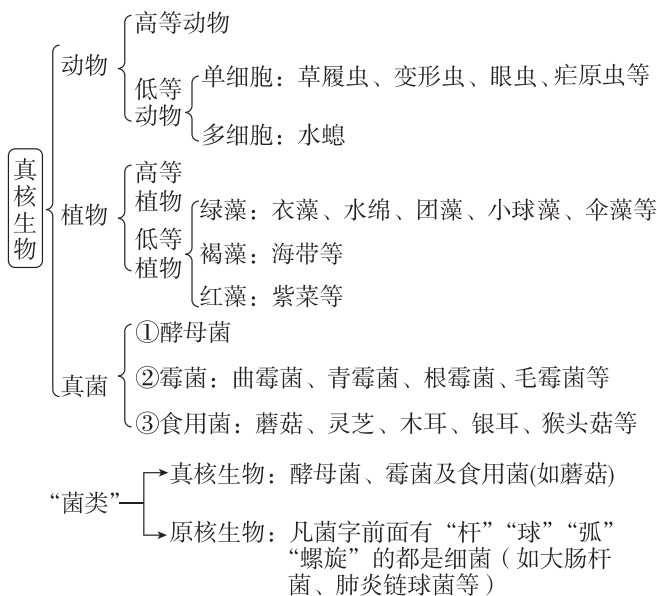 真核生物
动物
高等动物
低等动物
单细胞：草履虫、变形虫、眼虫、疟原虫等
多细胞：水螅
植物
高等植物
低等植物
绿藻：衣藻、水绵、团藻、小球藻、伞藻等
褐藻：海带等
红藻：紫菜等
真菌
①酵母菌
②霉菌：曲霉菌、青霉菌、根霉菌、毛霉菌等
③食用菌：蘑菇、灵芝、木耳、银耳、猴头菇等
“菌类”
真核生物：酵母菌、霉菌及食用菌(如蘑菇)
原核生物：凡菌字前面有“杆”“球”“弧”
“螺旋”的都是细菌（如大肠杆
菌、肺炎链球菌等）